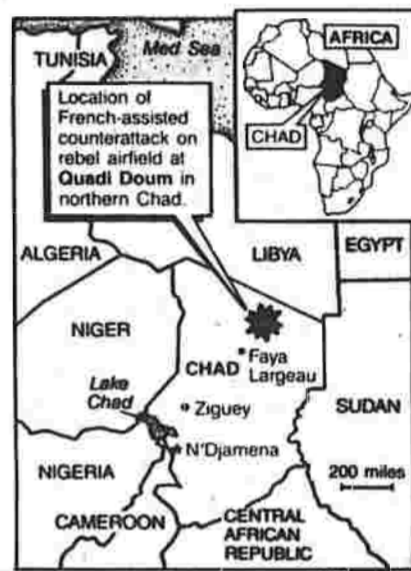 TUNISIA
Med Sea
AFRICA
CHAD
Location of
French-assisted
counterattack on
rebel airfield at
Quadi Doum in
northern Chad.
ALGERIA
LIBYA
EGYPT
NIGER
CHAD
Faya
Largeau
Lake
Chad
Ziguey
SUDAN
N'Djamena
NIGERIA
200 miles
CAMEROON
CENTRAL
AFRICAN
REPUBLIC